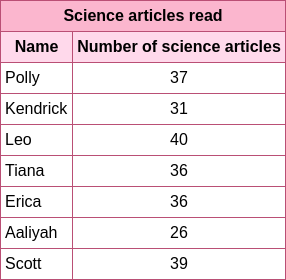 Science articles read
Name Number of science articles
Polly 37
Kendrick 31
Leo 40
Tiana 36
Erica 36
Aaliyah 26
Scott 39